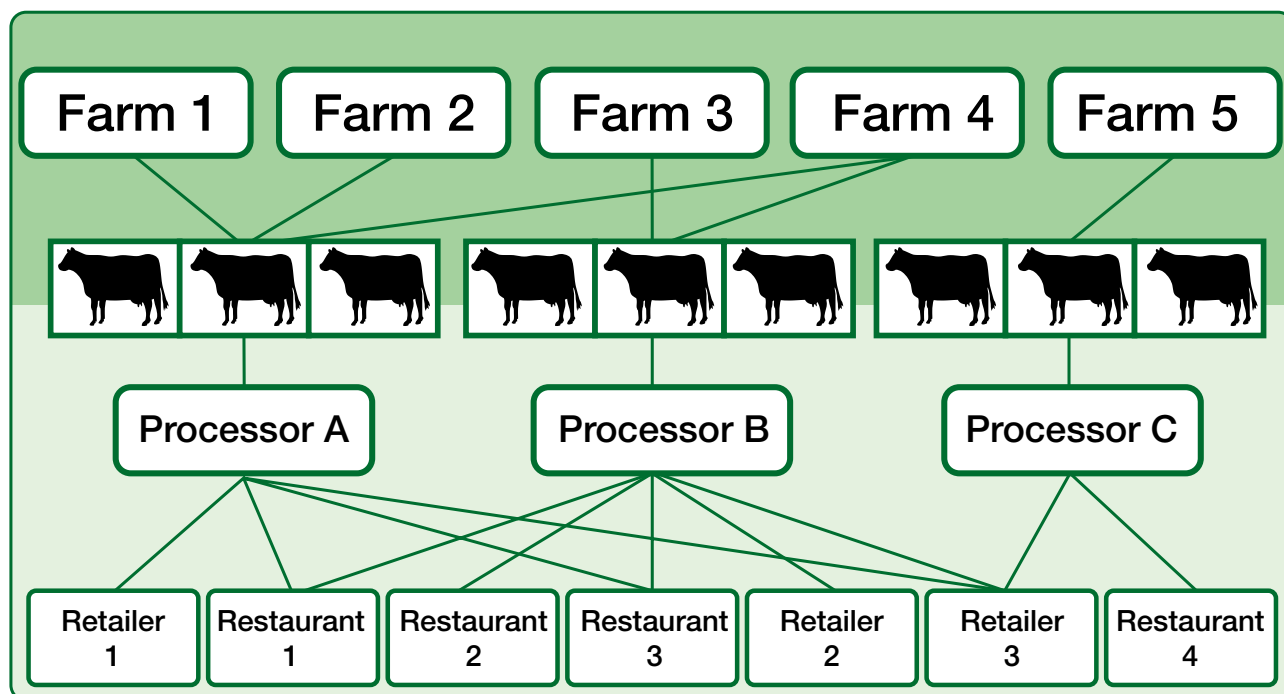 Farm 1
Farm 2
Farm 3
Farm 4
Farm 5
Processor A
Processor B
Processor C
Retailer
1
Restaurant
1
Restaurant
2
Restaurant
3
Retailer
2
Retailer
3
Restaurant
4